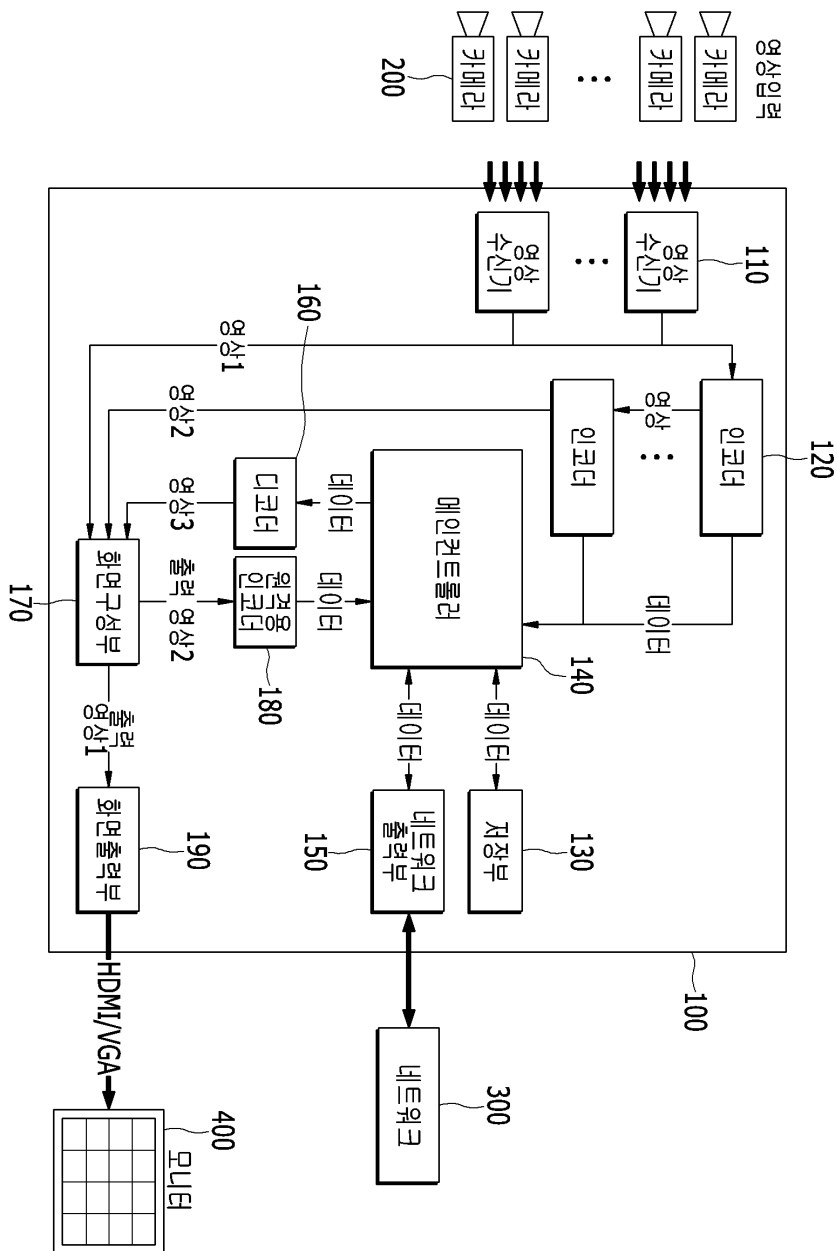 영상입력
카메라
카메라
...
카메라
카메라
200
영상
수신기
110
...
영상
수신기
영상1
인코더
120
영상
...
인코더
영상2
데이터
메인컨트롤러
140
데이터
디코더
160
영상3
데이터
원격용
인코더
180
출력
영상2
화면구성부
170
출력
영상1
화면출력부
190
데이터
저장부
130
데이터
네트워크
출력부
150
100
HDMI/VGA
네트워크
300
400
모니터